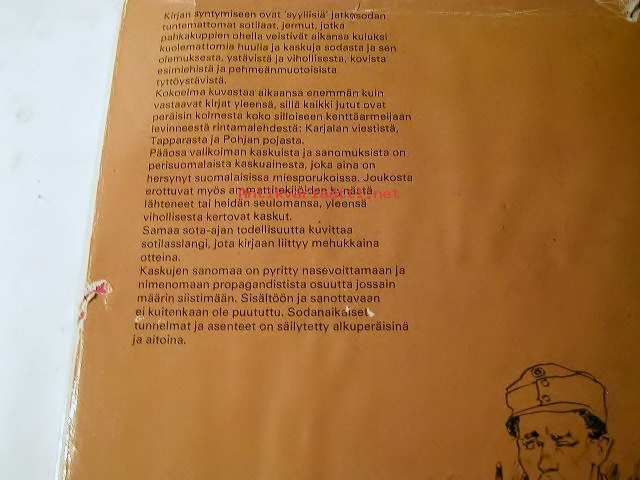 Kirjan syntymiseen ovat 'syyllisiä' jatkosodan
tuntemattomat sotilaat, jermut, jotka
pahkakuppien ohella veistivät aikansa kuluksi
kuolemattomia huulia ja kaskuja sodasta ja sen
olemuksesta, ystävistä ja vihollisesta, kovista
esimiehistä ja pehmeänmuotoisista
tyttöystävistä.
Kokoelma kuvastaa aikaansa enemmän kuin
vastaavat kirjat yleensä, sillä kaikki jutut ovat
peräisin kolmesta koko silloiseen kenttäarmeijaan
levinneestä rintamalehdestä: Karjalan viestistä,
Tapparasta ja Pohjan pojasta.
Pääosa valikoiman kaskuista ja sanomuksista on
perisuomalaista kaskuainesta, joka aina on
hersynyt suomalaisissa miesporukoissa. Joukosta
erottuvat myös ammattitekijöiden kynästä
lähteneet tai heidän seulomansa, yleensä
vihollisesta kertovat kaskut.
Samaa sota-ajan todellisuutta kuvittaa
sotilasslangi, jota kirjaan liittyy mehukkaina
otteina.
Kaskujen sanomaa on pyritty nasevoittamaan ja
nimenomaan propagandistista osuutta jossain
määrin siistimään. Sisältöön ja sanottavaan
ei kuitenkaan ole puututtu. Sodanaikaiset
tunnelmat ja asenteet on säilytetty alkuperäisinä
ja aitoina.